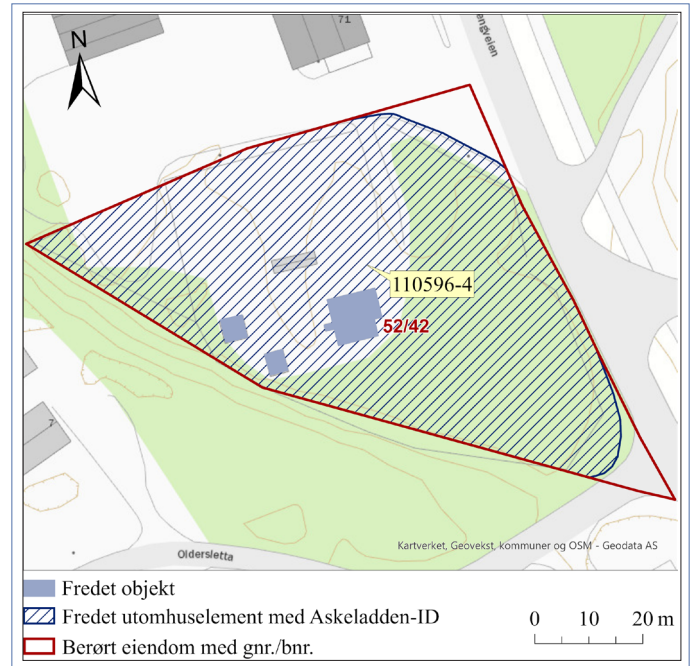 71
N
110596-4
52/42
7
Oldersletta
Kartverket, Geovekst, kommuner og OSM - Geodata AS
Fredet objekt
Fredet utomhuselement med Askeladden-ID
Berørt eiendom med gnr./bnr.
0 10 20 m